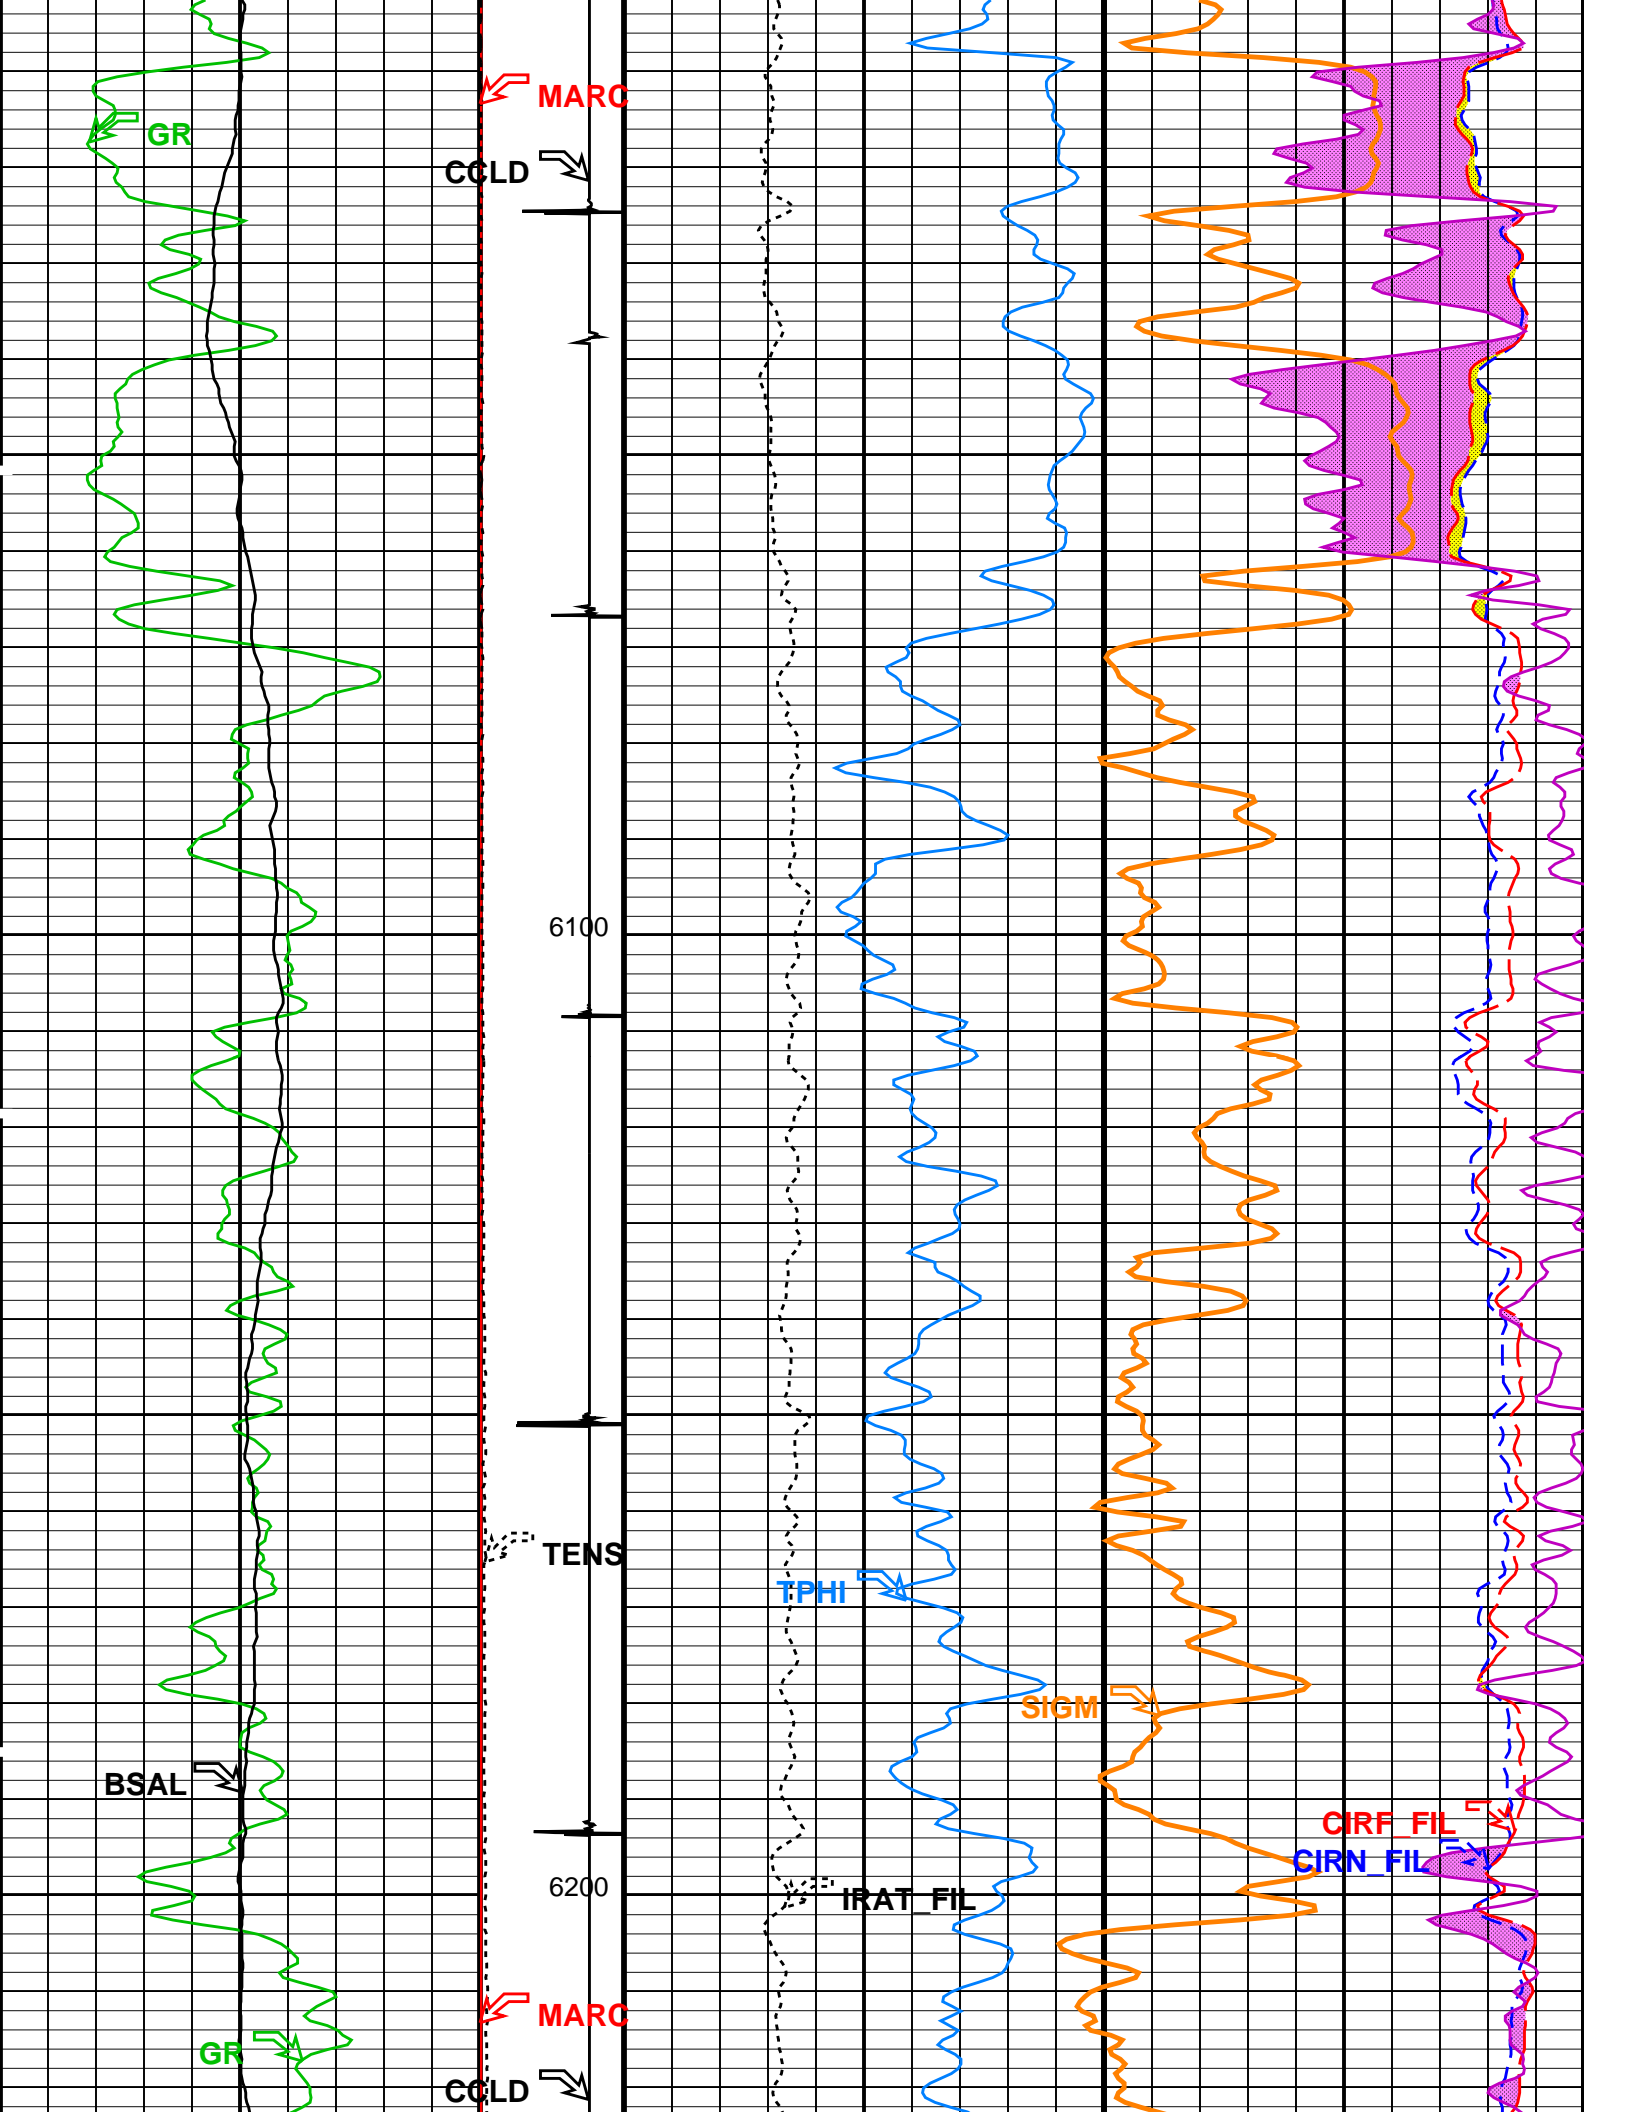 MARC
GR
CCLD
6100
TENS
TPHI
SIGM
BSAL
CIRF_FIL
CIRN_FIL
6200
IRAT_FIL
MARC
GR
CCLD